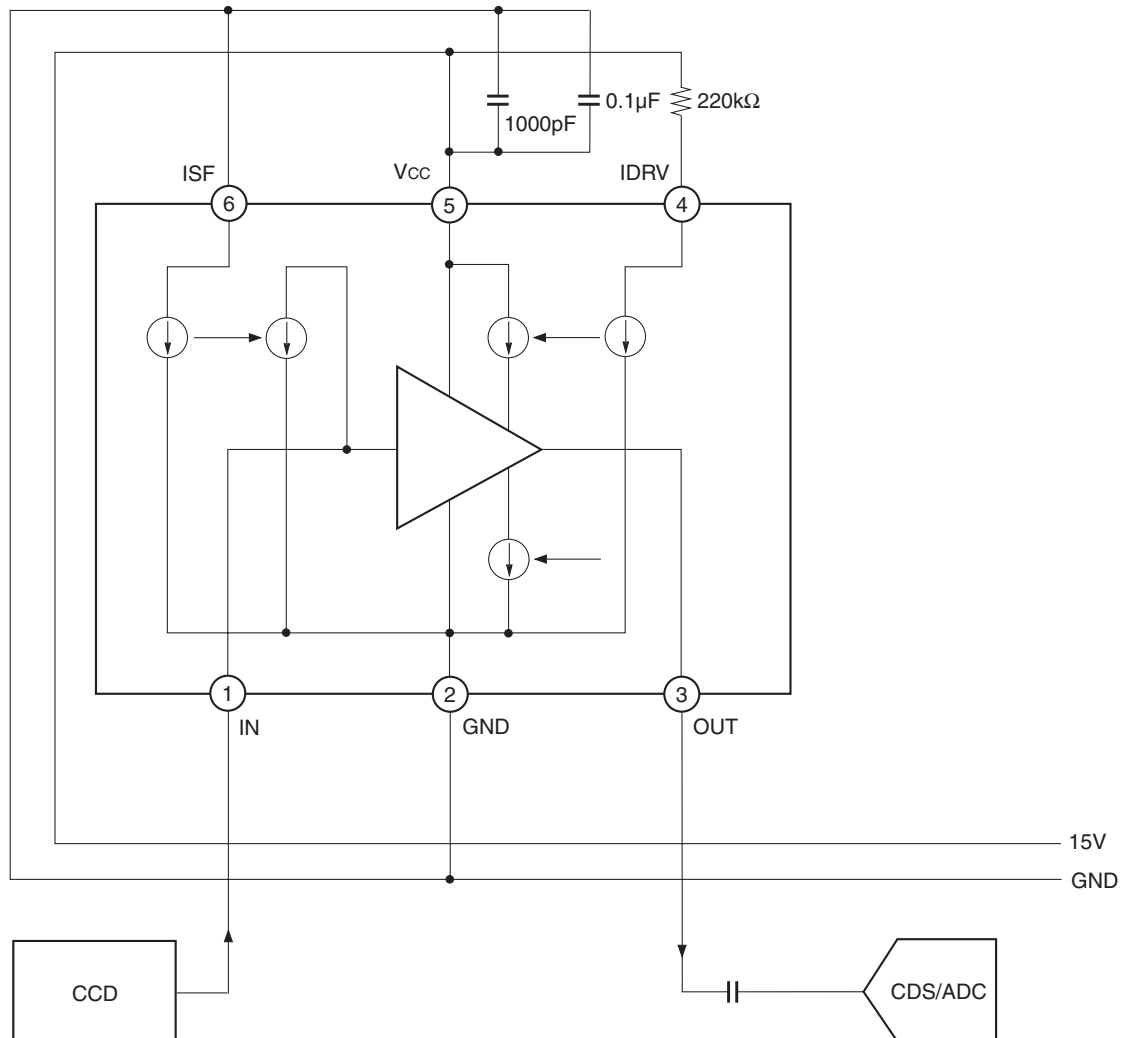 0.1µF
220kΩ
1000pF
ISF
VCC
IDRV
6
5
4
1
2
3
IN
GND
OUT
15V
GND
CCD
CDS/ADC